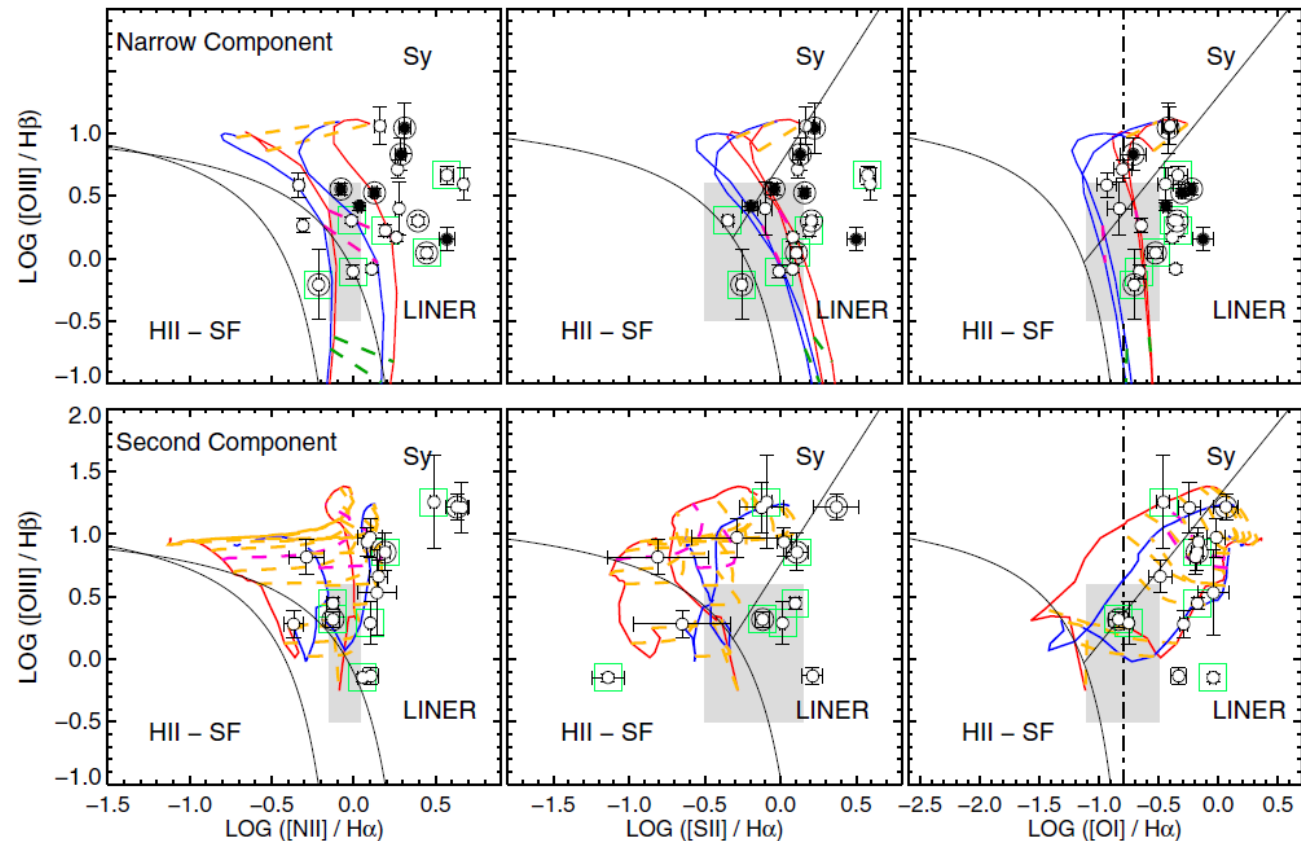 Narrow Component
Sy
Sy
Sy
LOG ([OIII] / Hβ)
1.0
0.5
0.0
−0.5
−1.0
HII − SF
LINER
HII − SF
LINER
HII − SF
LINER
Second Component
Sy
Sy
Sy
LOG ([OIII] / Hβ)
2.0
1.5
1.0
0.5
0.0
−0.5
−1.0
HII − SF
LINER
HII − SF
LINER
HII − SF
LINER
−1.5 −1.0 −0.5 0.0 0.5
−1.5 −1.0 −0.5 0.0 0.5
−2.5 −2.0 −1.5 −1.0 −0.5 0.0 0.5
LOG ([NII] / Hα)
LOG ([SII] / Hα)
LOG ([OI] / Hα)